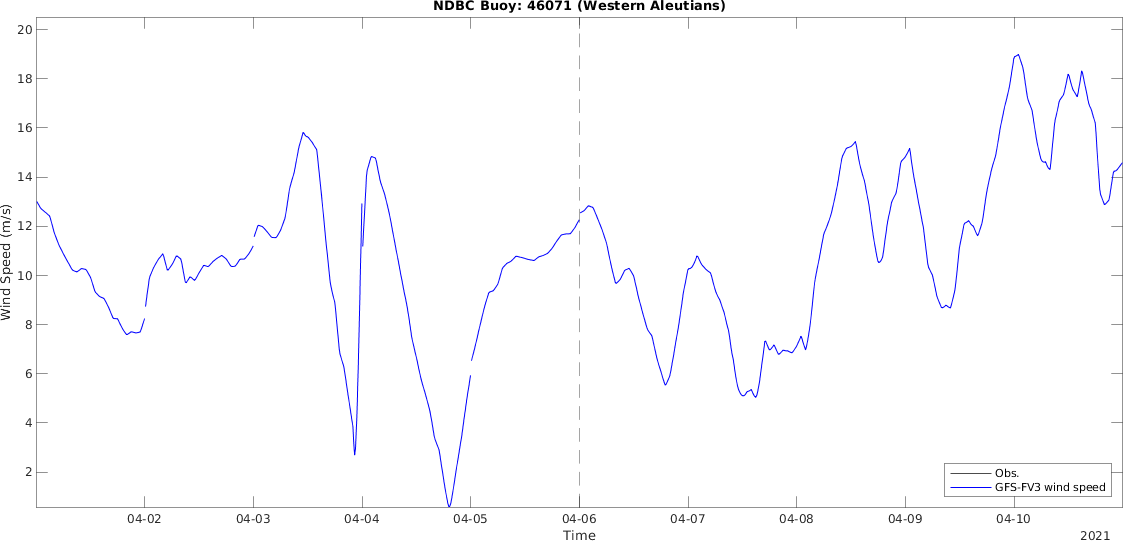 NDBC Buoy: 46071 (Western Aleutians)
20
18
16
14
12
10
8
6
4
2
Wind Speed (m/s)
Obs.
GFS-FV3 wind speed
04-02 04-03 04-04 04-05 04-06 04-07 04-08 04-09 04-10
Time
2021